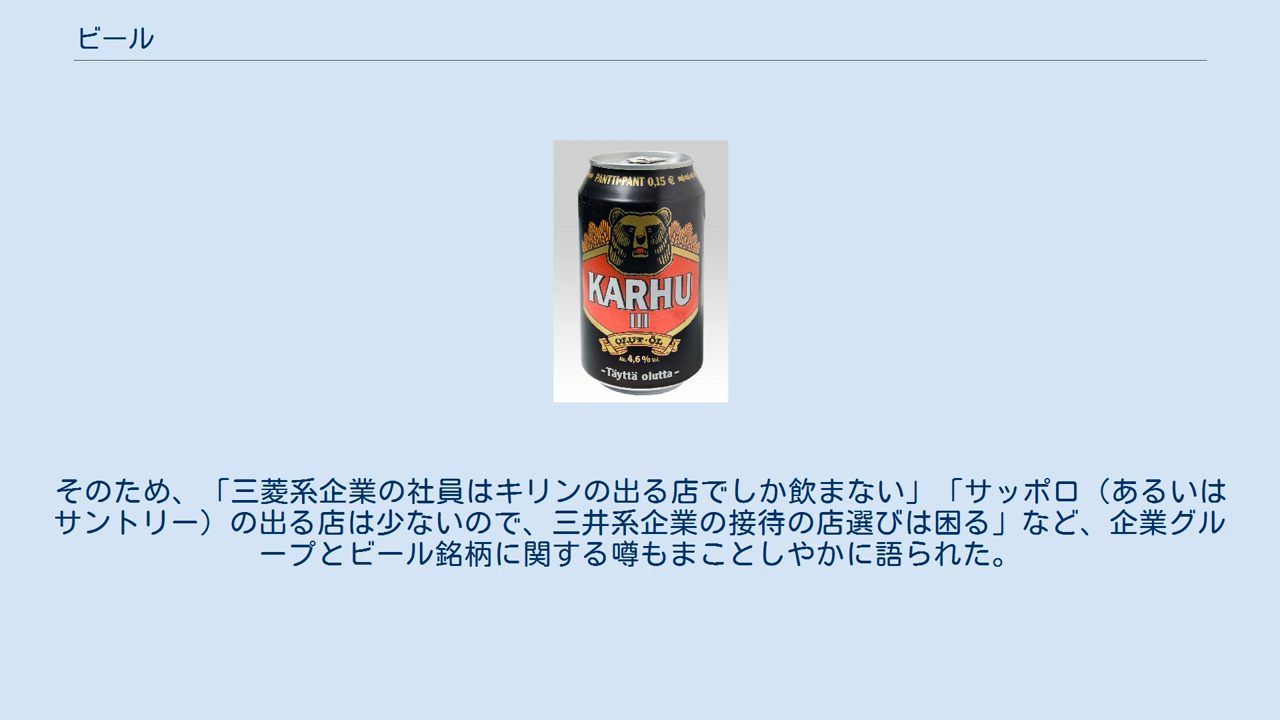 ビール
PANTTI-PANT 0,15 €
KARHU
III
OLUT·ÖL
Alc. 4,6 % Vol.
-Täyttä olutta-
そのため、「三菱系企業の社員はキリンの出る店でしか飲まない」「サッポロ（あるいは
サントリー）の出る店は少ないので、三井系企業の接待の店選びは困る」など、企業グル
ープとビール銘柄に関する噂もまことしやかに語られた。